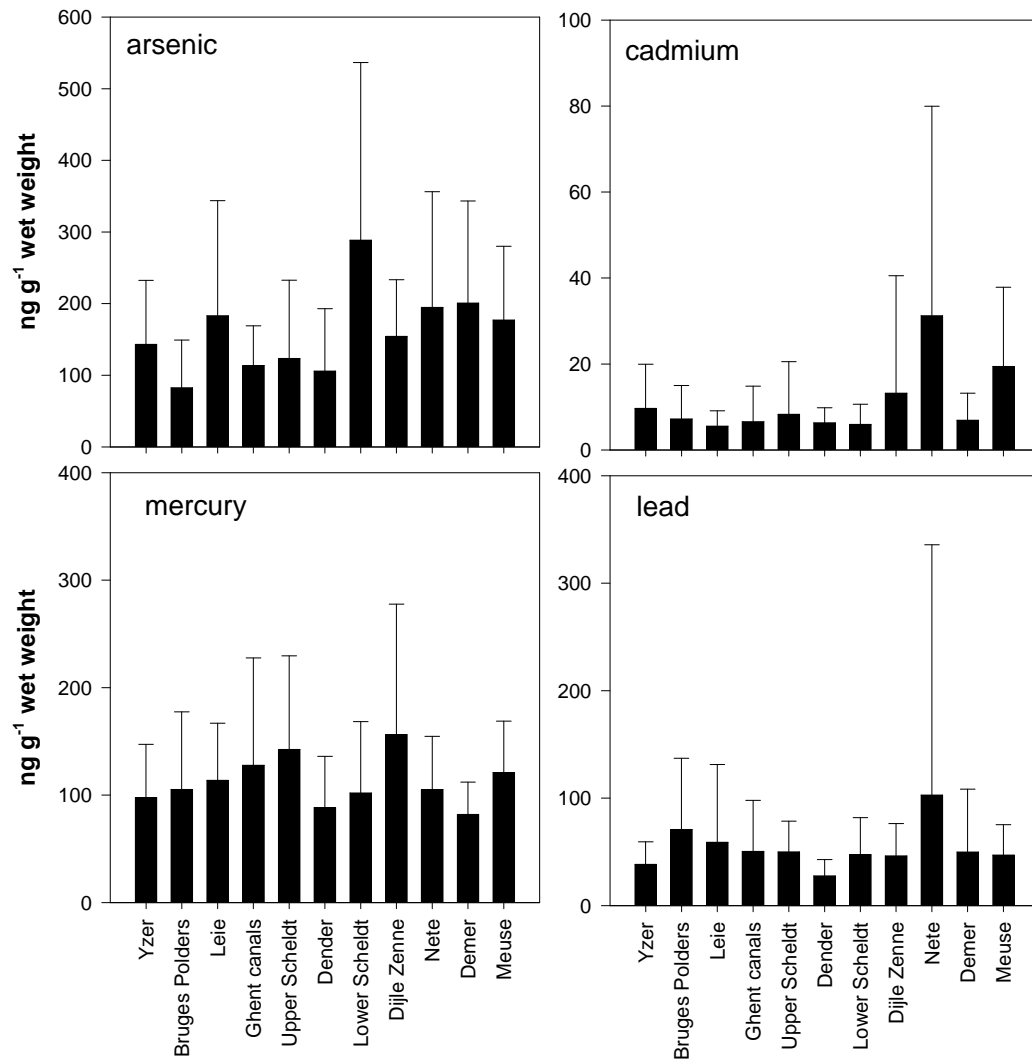 arsenic
600
500
400
300
200
100
0
ng g⁻¹ wet weight
cadmium
100
80
60
40
20
0
mercury
400
300
200
100
0
ng g⁻¹ wet weight
Yzer
Bruges Polders
Leie
Ghent canals
Upper Scheldt
Dender
Lower Scheldt
Dijle Zenne
Nete
Demer
Meuse
lead
400
300
200
100
0
Yzer
Bruges Polders
Leie
Ghent canals
Upper Scheldt
Dender
Lower Scheldt
Dijle Zenne
Nete
Demer
Meuse